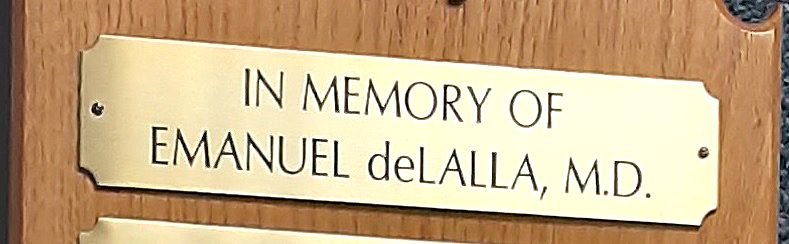 IN MEMORY OF
EMANUEL deLALLA, M.D.